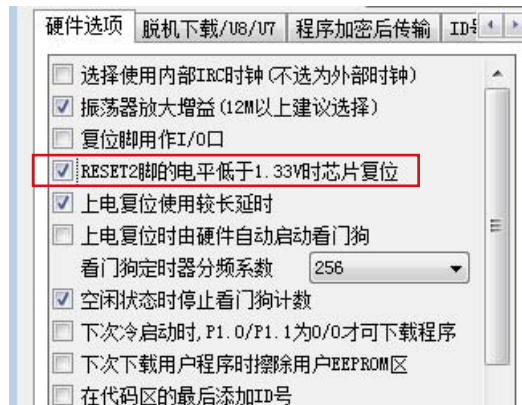 硬件选项 脱机下载/U8/U7 程序加密后传输 ID
选择使用内部IRC时钟(不选为外部时钟)
振荡器放大增益(12M以上建议选择)
复位脚用作I/O口
RESET2脚的电平低于1.33V时芯片复位
上电复位使用较长延时
上电复位时由硬件自动启动看门狗
看门狗定时器分频系数 256
空闲状态时停止看门狗计数
下次冷启动时,P1.0/P1.1为0/0才可下载程序
下次下载用户程序时擦除用户EEPROM区
在代码区的最后添加ID号